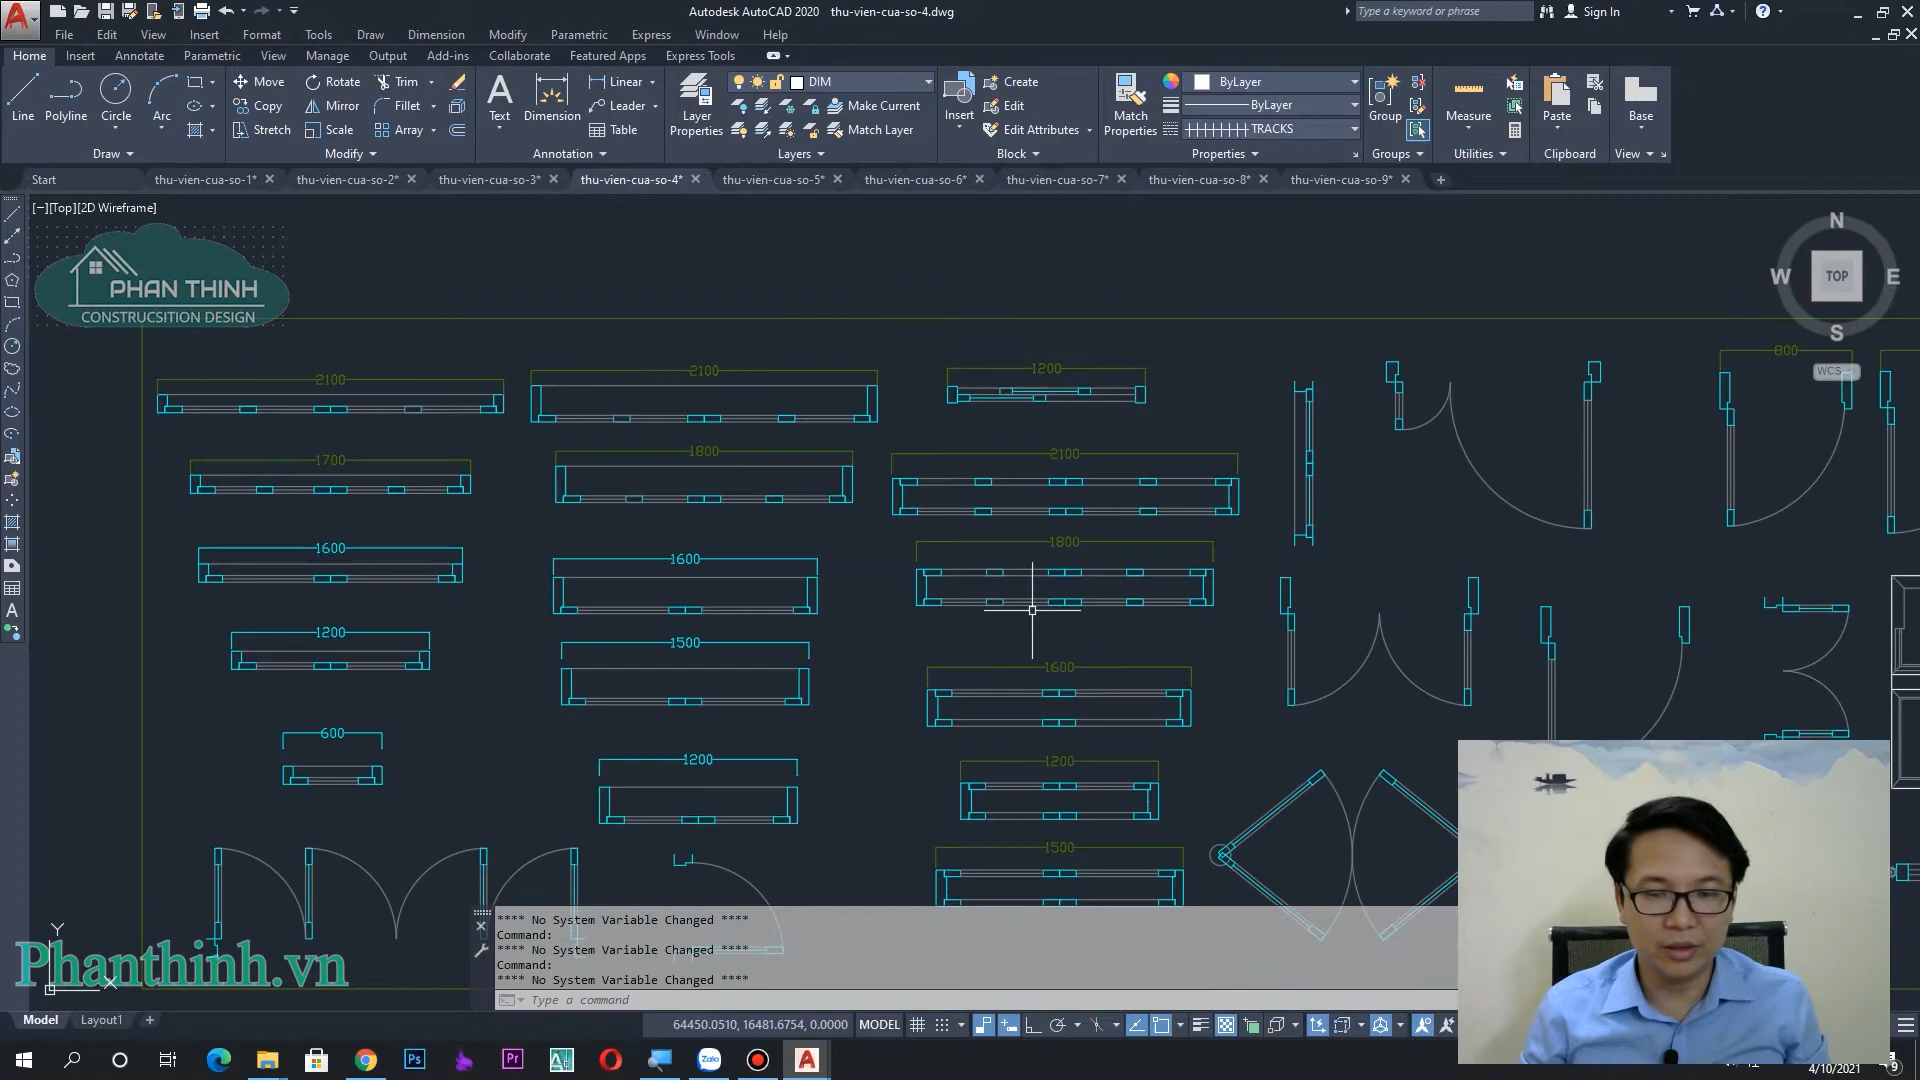 Autodesk AutoCAD 2020 thu-vien-cua-so-4.dwg
Type a keyword or phrase
Sign In
File Edit View Insert Format Tools Draw Dimension Modify Parametric Express Window Help
Home Insert Annotate Parametric View Manage Output Add-ins Collaborate Featured Apps Express Tools
Line Polyline Circle Arc
Move Rotate Trim
Copy Mirror Fillet
Stretch Scale Array
Text Dimension
Linear
Leader
Table
Layer Properties
DIM
Make Current
Match Layer
Insert
Create
Edit
Edit Attributes
Match Properties
ByLayer
ByLayer
TRACKS
Group
Measure
Paste
Base
Draw Modify Annotation Layers Block Properties Groups Utilities Clipboard View
Start thu-vien-cua-so-1* thu-vien-cua-so-2* thu-vien-cua-so-3* thu-vien-cua-so-4* thu-vien-cua-so-5* thu-vien-cua-so-6* thu-vien-cua-so-7* thu-vien-cua-so-8* thu-vien-cua-so-9*
[−][Top][2D Wireframe]
PHAN THINH
CONSTRUCSITION DESIGN
N
W TOP E
S
WCS
2100 2100 1200 800
1700 1800 2100
1600 1600 1800
1200 1500 1600
600 1200 1200
1500
Y
X
Phanthinh.vn
**** No System Variable Changed ****
Command:
**** No System Variable Changed ****
Command:
**** No System Variable Changed ****
Type a command
Model Layout1
64450.0510, 16481.6754, 0.0000 MODEL
Ps Pr Zalo A
4/10/2021
9